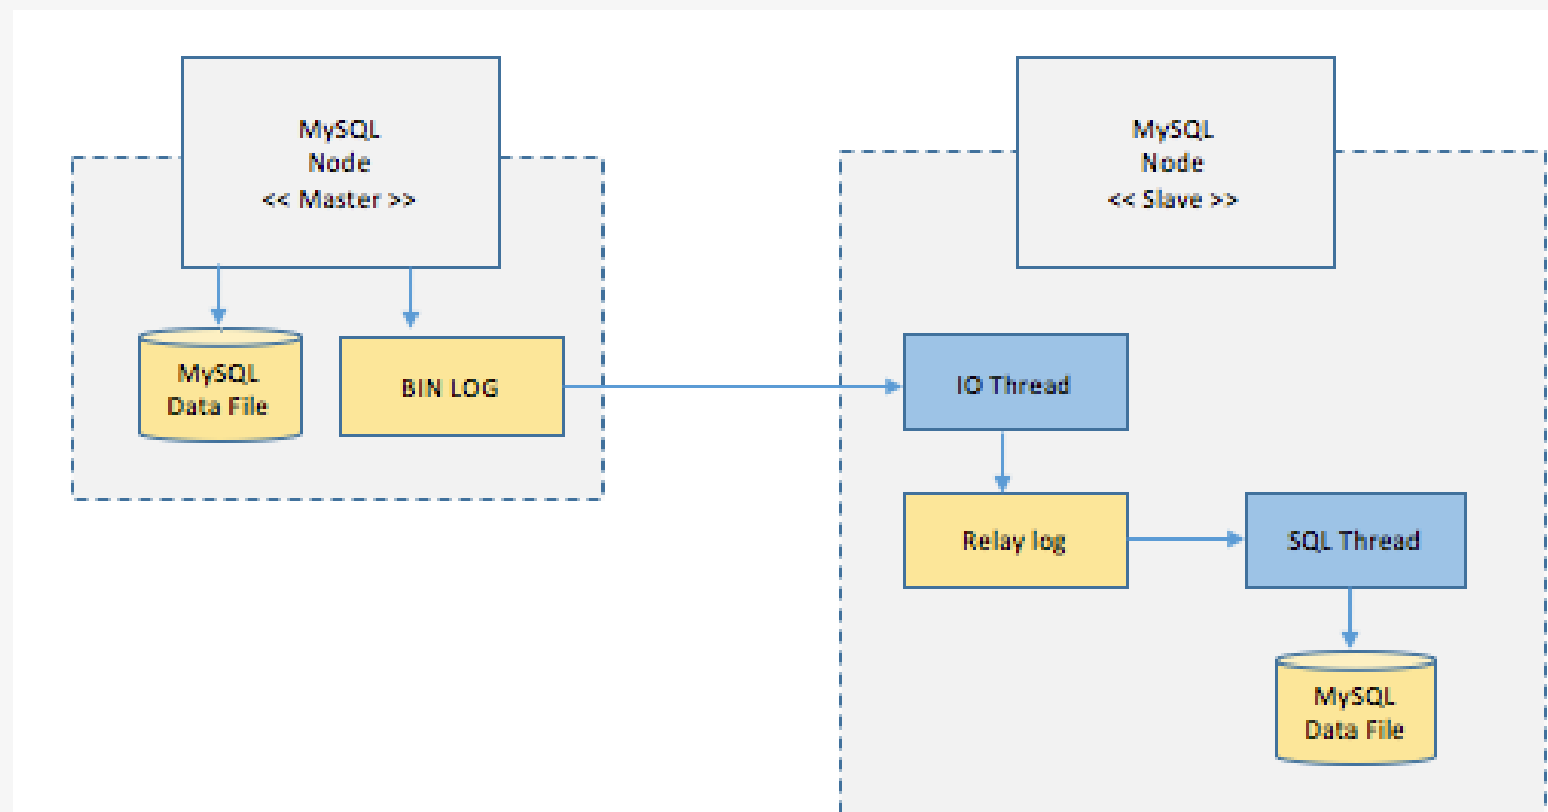 MySQL
Node
<< Master >>
MySQL
Data File
BIN LOG
MySQL
Node
<< Slave >>
IO Thread
Relay log
SQL Thread
MySQL
Data File